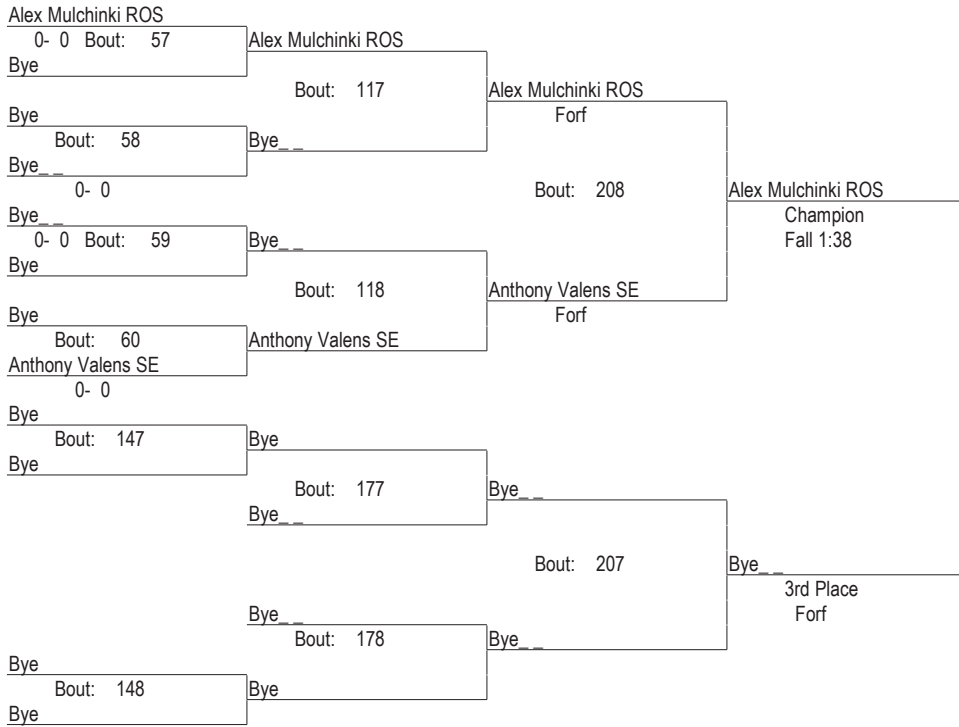 Alex Mulchinki ROS
0- 0 Bout: 57 Alex Mulchinki ROS
Bye
Bout: 117 Alex Mulchinki ROS
Bye Forf
Bout: 58 Bye_ _
Bye_ _
0- 0 Bout: 208 Alex Mulchinki ROS
Bye_ _ Champion
0- 0 Bout: 59 Bye_ _ Fall 1:38
Bye
Bout: 118 Anthony Valens SE
Bye Forf
Bout: 60 Anthony Valens SE
Anthony Valens SE
0- 0
Bye
Bout: 147 Bye
Bye
Bout: 177 Bye_ _
Bye_ _
Bout: 207 Bye_ _
3rd Place
Bye_ _ Forf
Bout: 178 Bye_ _
Bye
Bout: 148 Bye
Bye